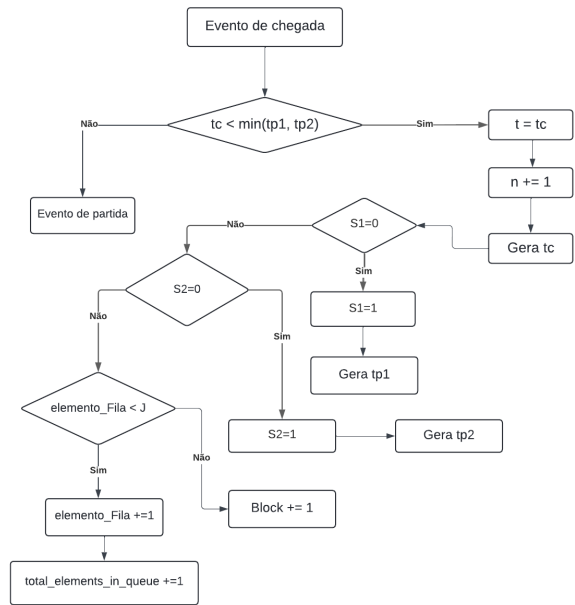 Evento de chegada
tc < min(tp1, tp2)
Não
Sim
t = tc
n += 1
Gera tc
Evento de partida
S1=0
Não
Sim
S1=1
Gera tp1
S2=0
Não
Sim
S2=1
Gera tp2
elemento_Fila < J
Não
Sim
Block += 1
elemento_Fila +=1
total_elements_in_queue +=1